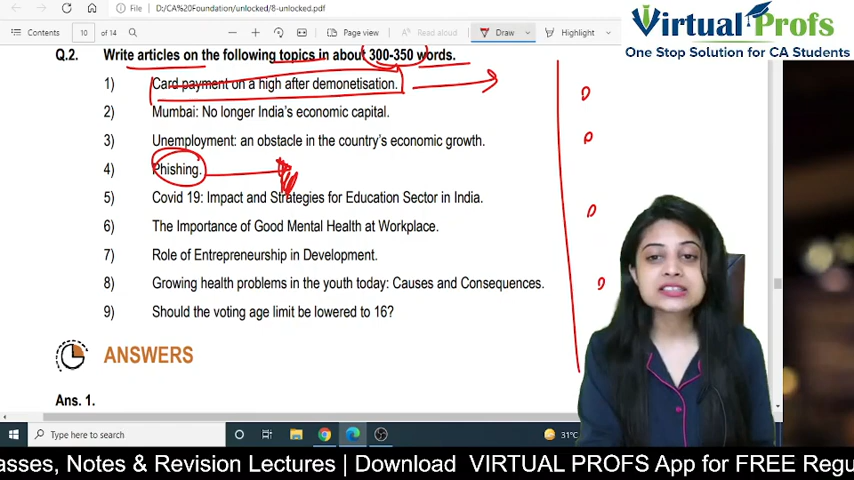 File
D:/CA%20Foundation/unlocked/8-unlocked.pdf
Contents
10
of 14
Page view
Read aloud
Draw
Highlight
Virtual Profs
One Stop Solution for CA Students
Q.2. Write articles on the following topics in about 300-350 words.
1) Card payment on a high after demonetisation.
2) Mumbai: No longer India's economic capital.
3) Unemployment: an obstacle in the country's economic growth.
4) Phishing.
5) Covid 19: Impact and Strategies for Education Sector in India.
6) The Importance of Good Mental Health at Workplace.
7) Role of Entrepreneurship in Development.
8) Growing health problems in the youth today: Causes and Consequences.
9) Should the voting age limit be lowered to 16?
ANSWERS
Ans. 1.
Type here to search
31°C
asses, Notes & Revision Lectures | Download VIRTUAL PROFS App for FREE Regu